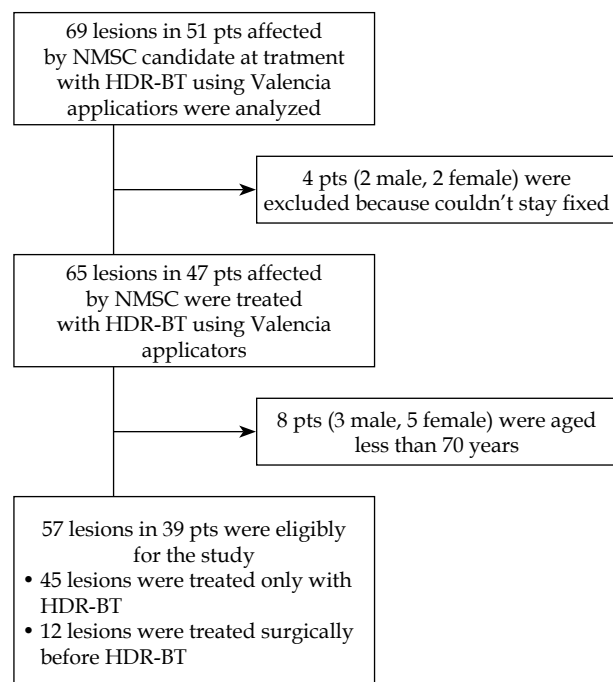 69 lesions in 51 pts affected
by NMSC candidate at tratment
with HDR-BT using Valencia
applicatiors were analyzed
4 pts (2 male, 2 female) were
excluded because couldn't stay fixed
65 lesions in 47 pts affected
by NMSC were treated
with HDR-BT using Valencia
applicators
8 pts (3 male, 5 female) were aged
less than 70 years
57 lesions in 39 pts were eligibly
for the study
• 45 lesions were treated only with
HDR-BT
• 12 lesions were treated surgically
before HDR-BT